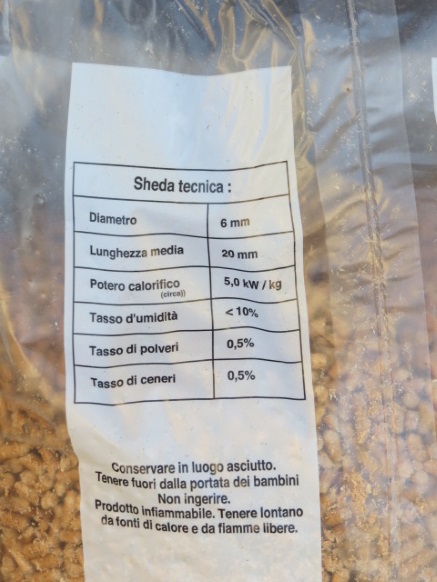 Sheda tecnica :
Diametro 6 mm
Lunghezza media 20 mm
Potero calorifico 5,0 kW / kg
(circa))
Tasso d'umidità < 10%
Tasso di polveri 0,5%
Tasso di ceneri 0,5%
Conservare in luogo asciutto.
Tenere fuori dalla portata dei bambini
Non ingerire.
Prodotto infiammabile. Tenere lontano
da fonti di calore e da fiamme libere.